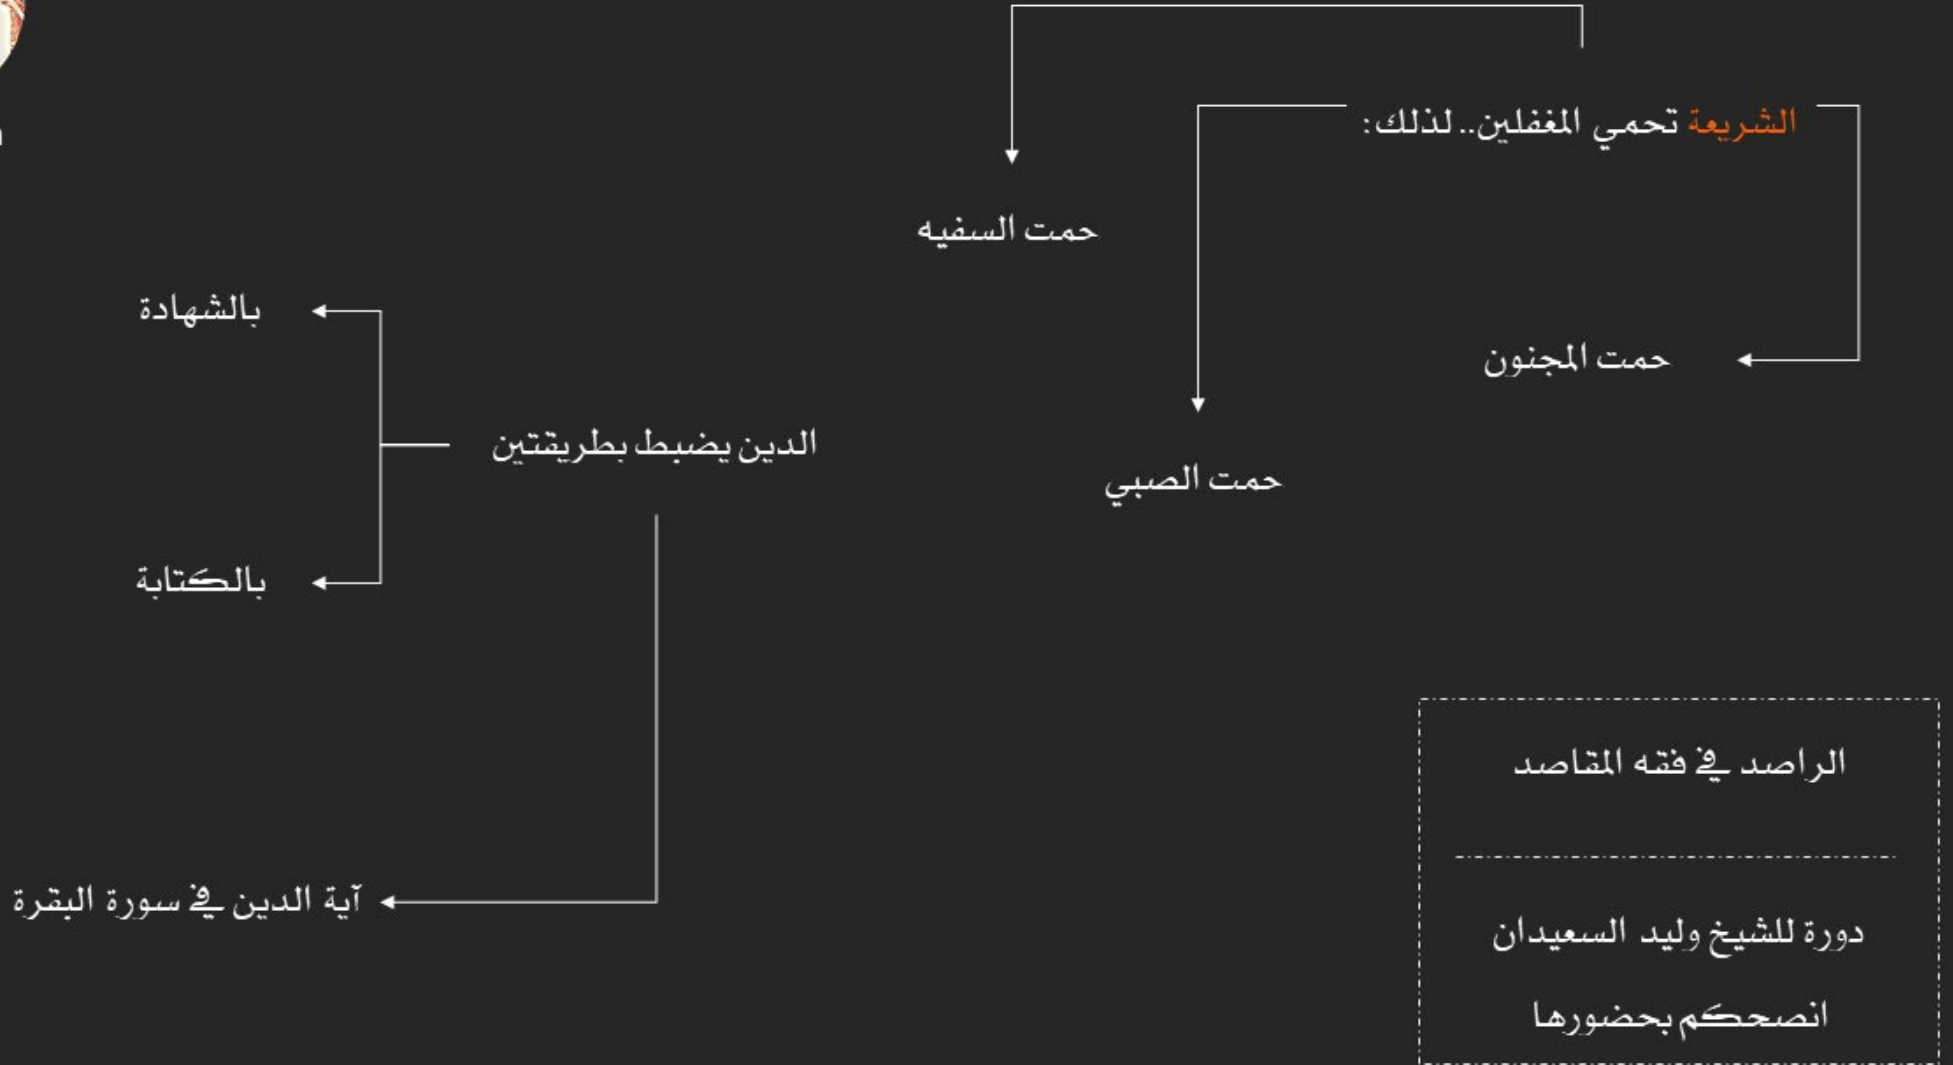 الشريعة تحمي المغفلين.. لذلك:
حمت السفيه
حمت المجنون
حمت الصبي
الدين يضبط بطريقتين
بالشهادة
بالكتابة
آية الدين في سورة البقرة
الراصد في فقه المقاصد
دورة للشيخ وليد السعيدان
انصحكم بحضورها